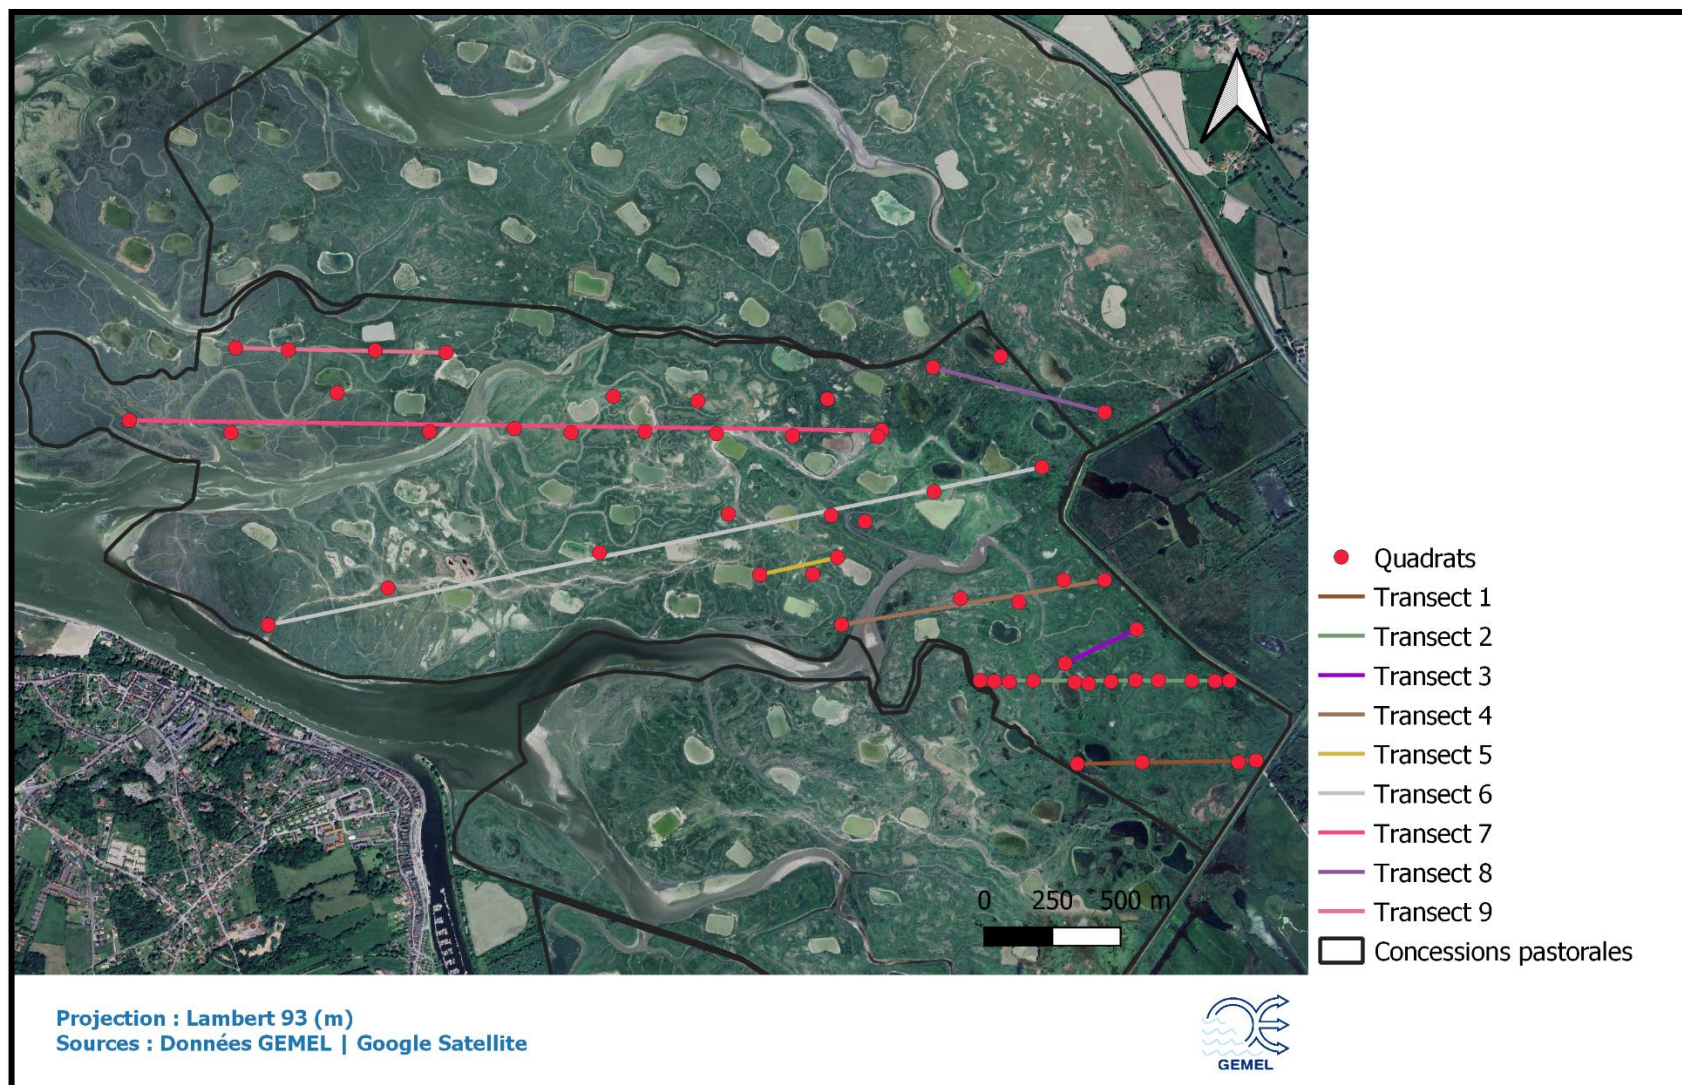 0 250 500 m
Quadrats
Transect 1
Transect 2
Transect 3
Transect 4
Transect 5
Transect 6
Transect 7
Transect 8
Transect 9
Concessions pastorales
Projection : Lambert 93 (m)
Sources : Données GEMEL | Google Satellite
GEMEL